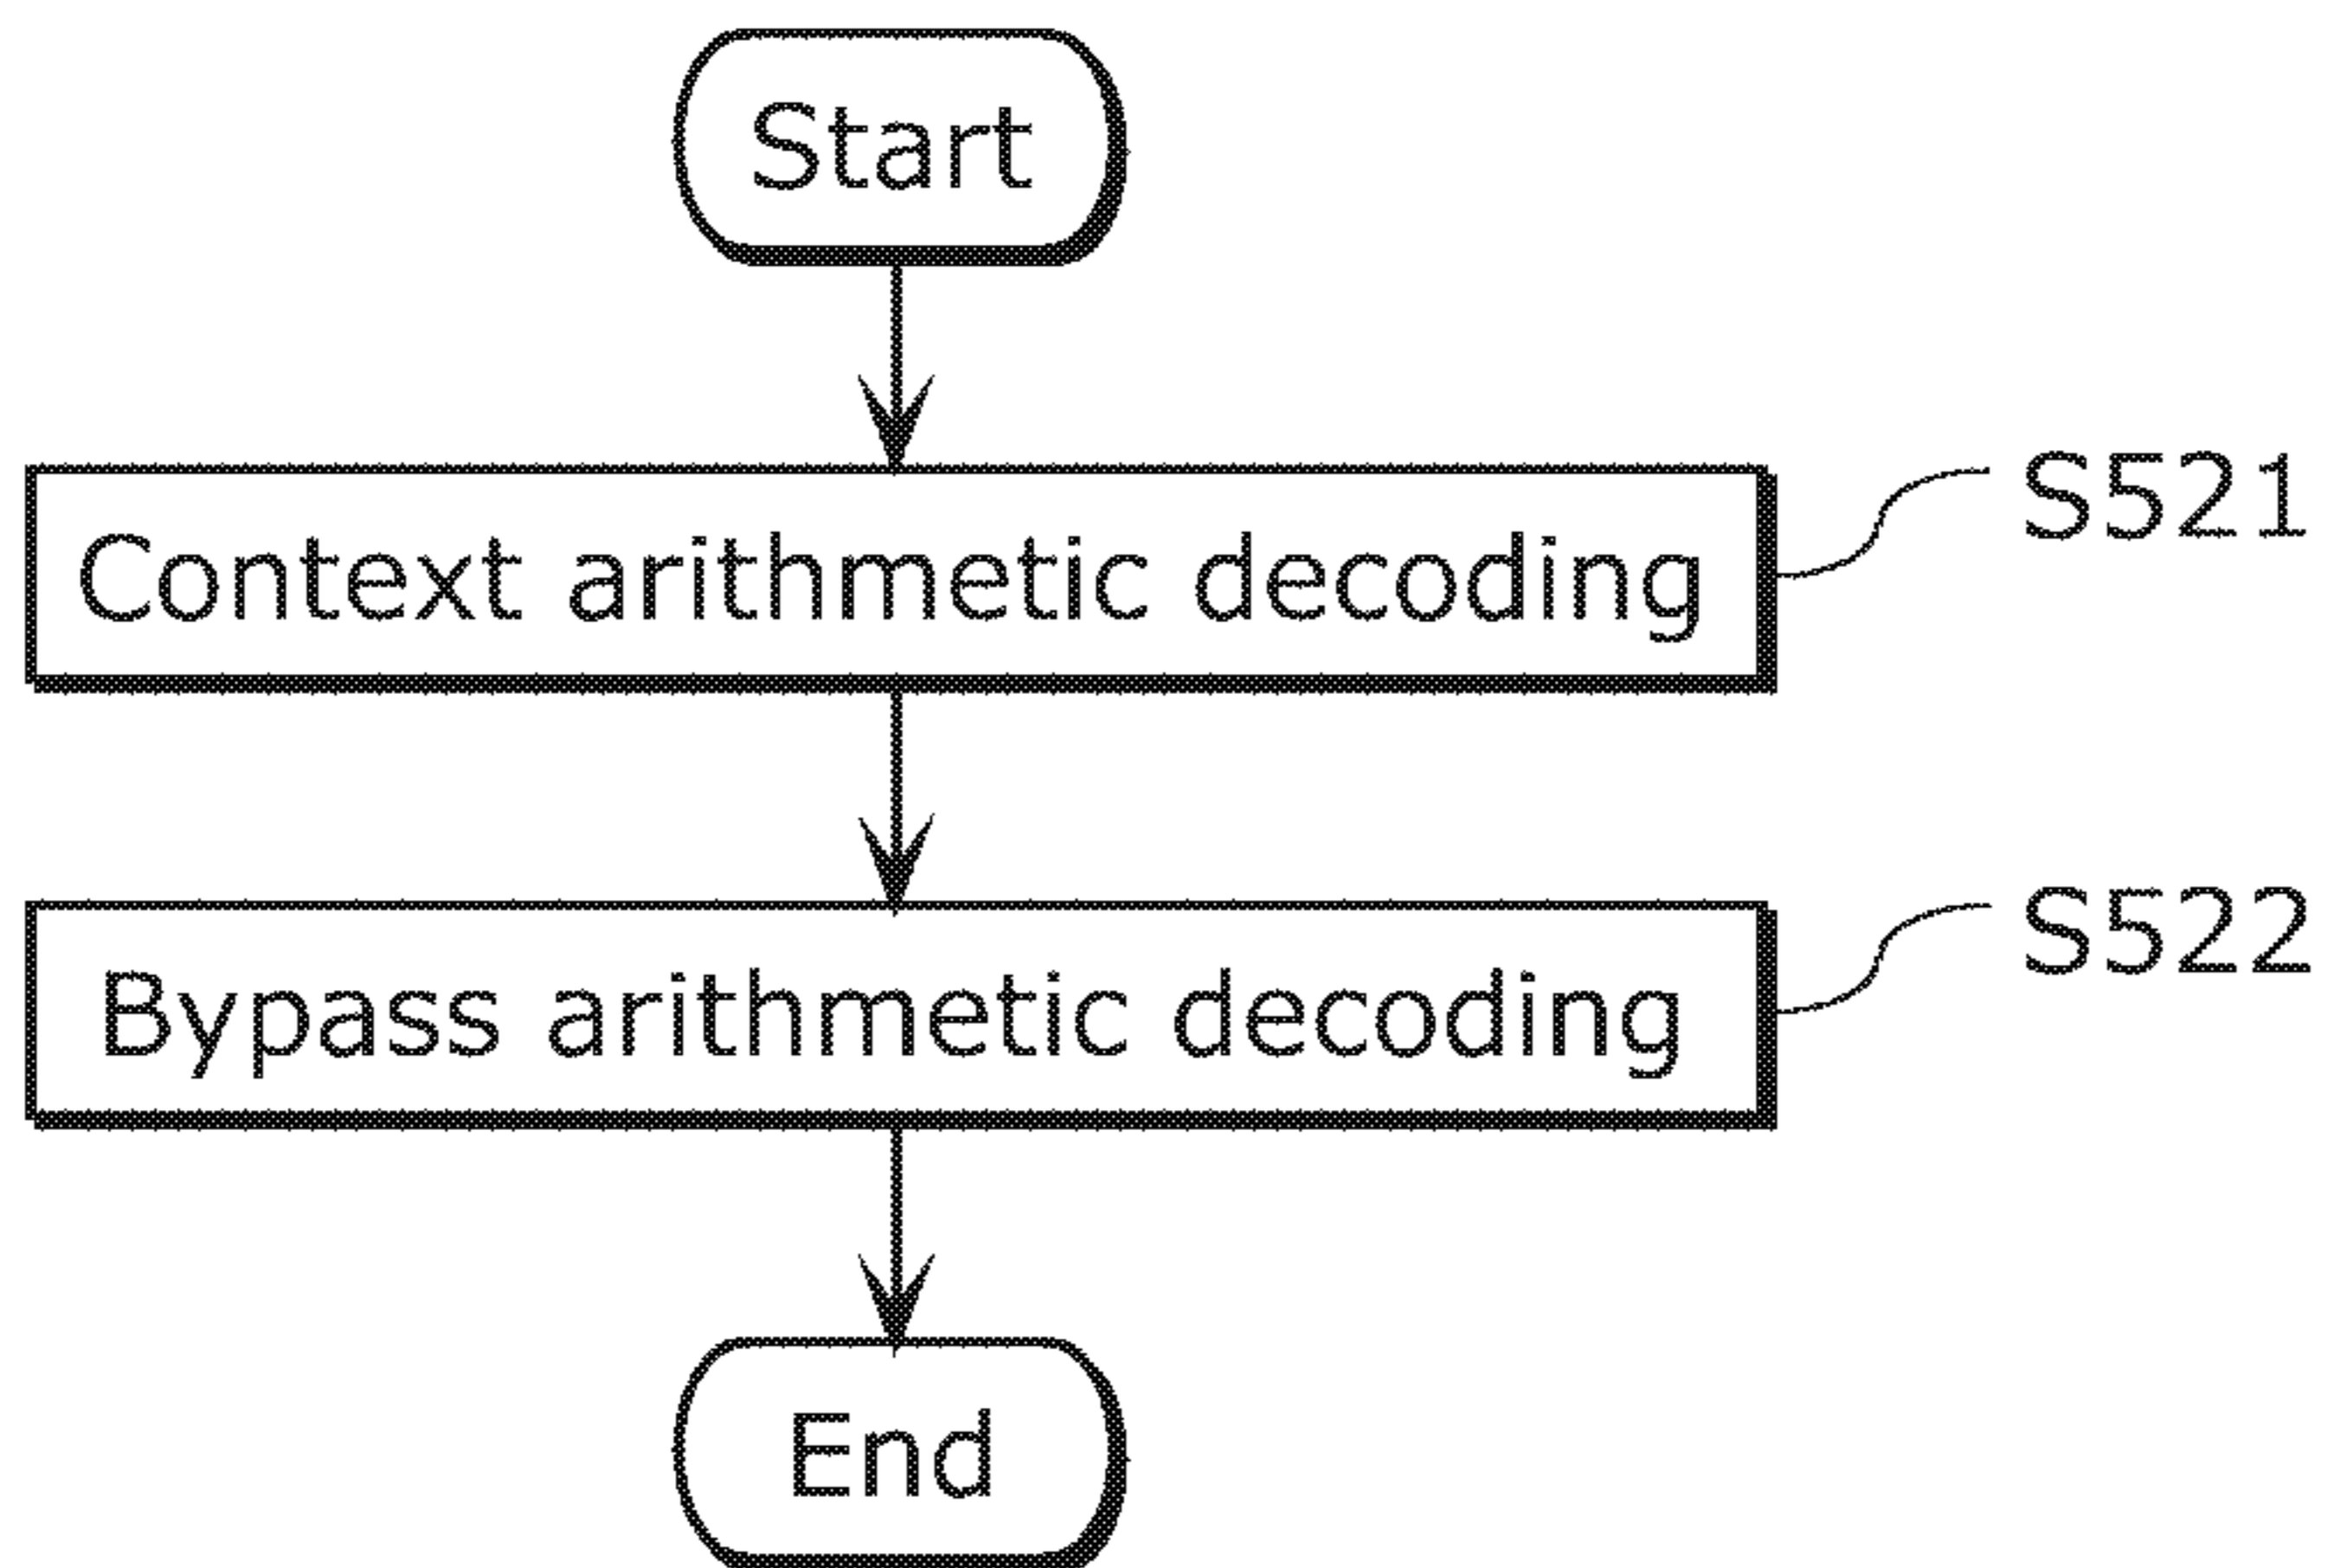 Start
Context arithmetic decoding
S521
Bypass arithmetic decoding
S522
End